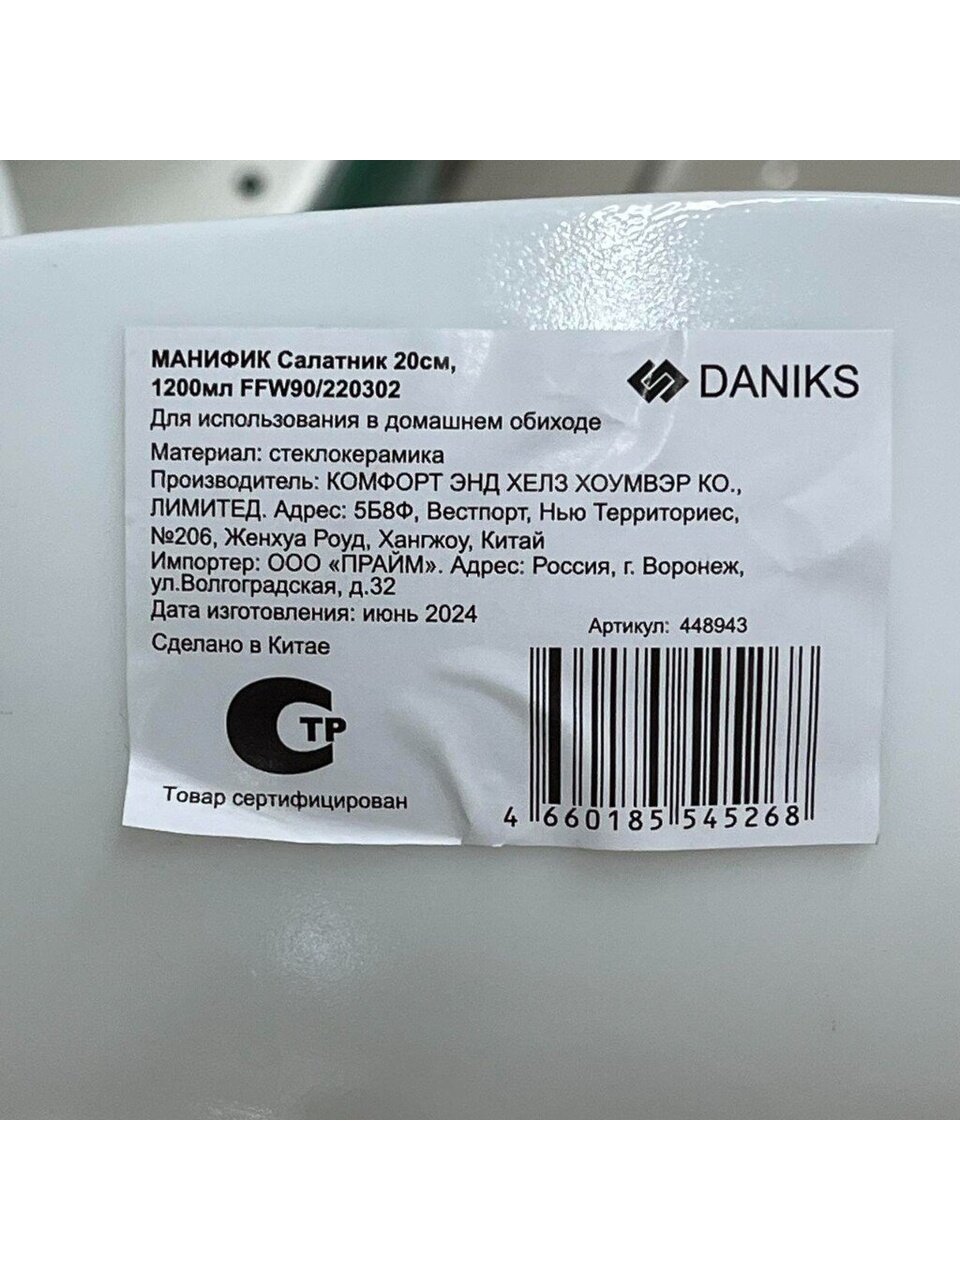 МАНИФИК Салатник 20см,
1200мл FFW90/220302
DANIKS
Для использования в домашнем обиходе
Материал: стеклокерамика
Производитель: КОМФОРТ ЭНД ХЕЛЗ ХОУМВЭР КО.,
ЛИМИТЕД. Адрес: 5Б8Ф, Вестпорт, Нью Территориес,
№206, Женхуа Роуд, Хангжоу, Китай
Импортер: ООО «ПРАЙМ». Адрес: Россия, г. Воронеж,
ул.Волгоградская, д.32
Дата изготовления: июнь 2024
Сделано в Китае
Артикул: 448943
ТР
Товар сертифицирован
4 660185 545268